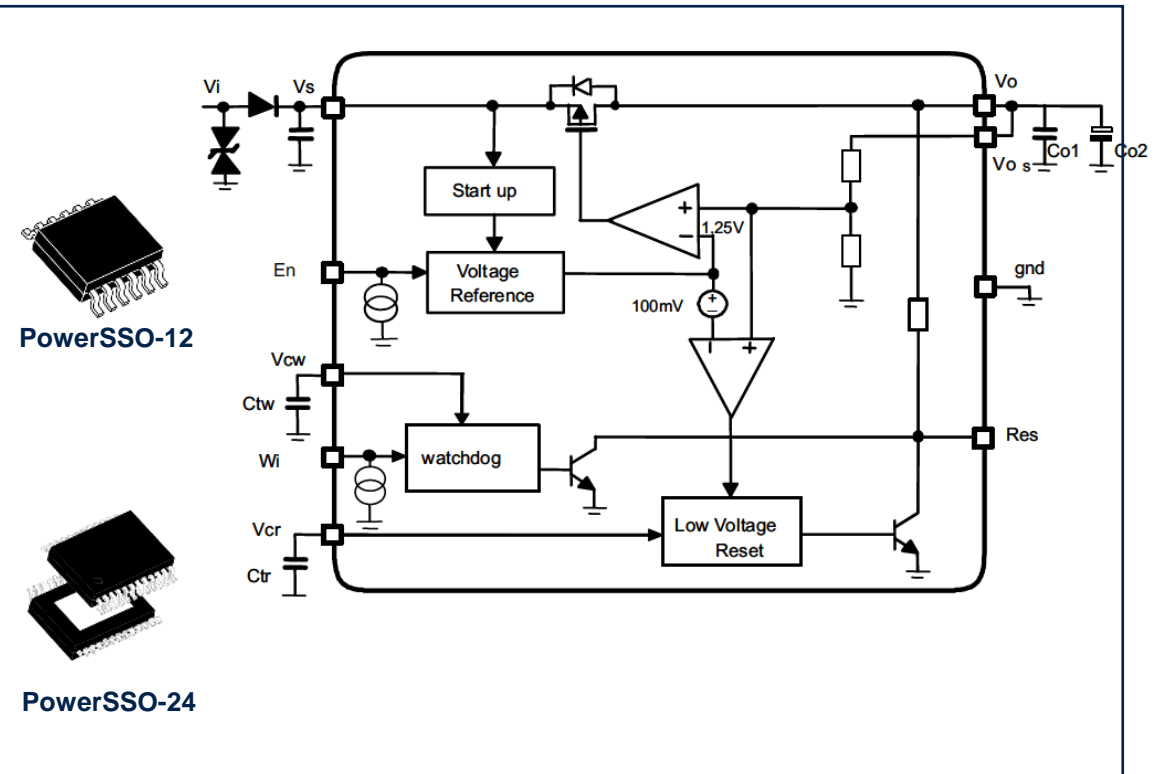 Vi
Vs
Vo
Co1
Co2
Vo s
Start up
+
−
1,25V
En
Voltage
Reference
gnd
100mV
+
−
−
+
Vcw
Ctw
Res
Wi
watchdog
Vcr
Low Voltage
Reset
Ctr
PowerSSO-12
PowerSSO-24